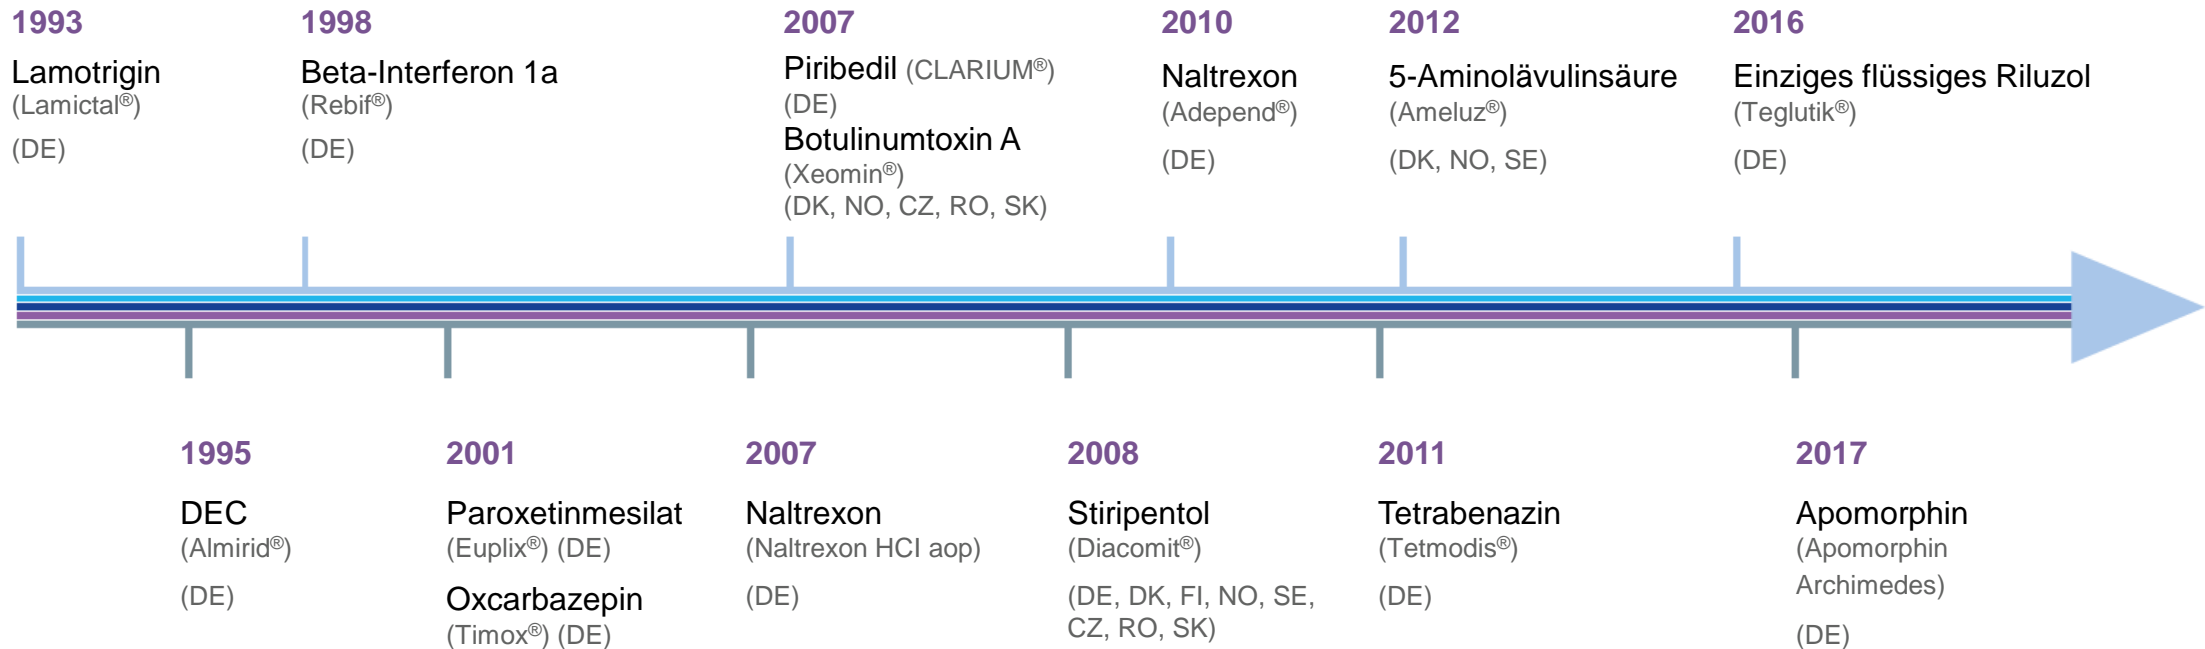 1993
Lamotrigin
(Lamictal®)
(DE)
1998
Beta-Interferon 1a
(Rebif®)
(DE)
2007
Piribedil (CLARIUM®)
(DE)
Botulinumtoxin A
(Xeomin®)
(DK, NO, CZ, RO, SK)
2010
Naltrexon
(Adepend®)
(DE)
2012
5-Aminolävulinsäure
(Ameluz®)
(DK, NO, SE)
2016
Einziges flüssiges Riluzol
(Teglutik®)
(DE)
1995
DEC
(Almirid®)
(DE)
2001
Paroxetinmesilat
(Euplix®) (DE)
Oxcarbazepin
(Timox®) (DE)
2007
Naltrexon
(Naltrexon HCI aop)
(DE)
2008
Stiripentol
(Diacomit®)
(DE, DK, FI, NO, SE,
CZ, RO, SK)
2011
Tetrabenazin
(Tetmodis®)
(DE)
2017
Apomorphin
(Apomorphin
Archimedes)
(DE)